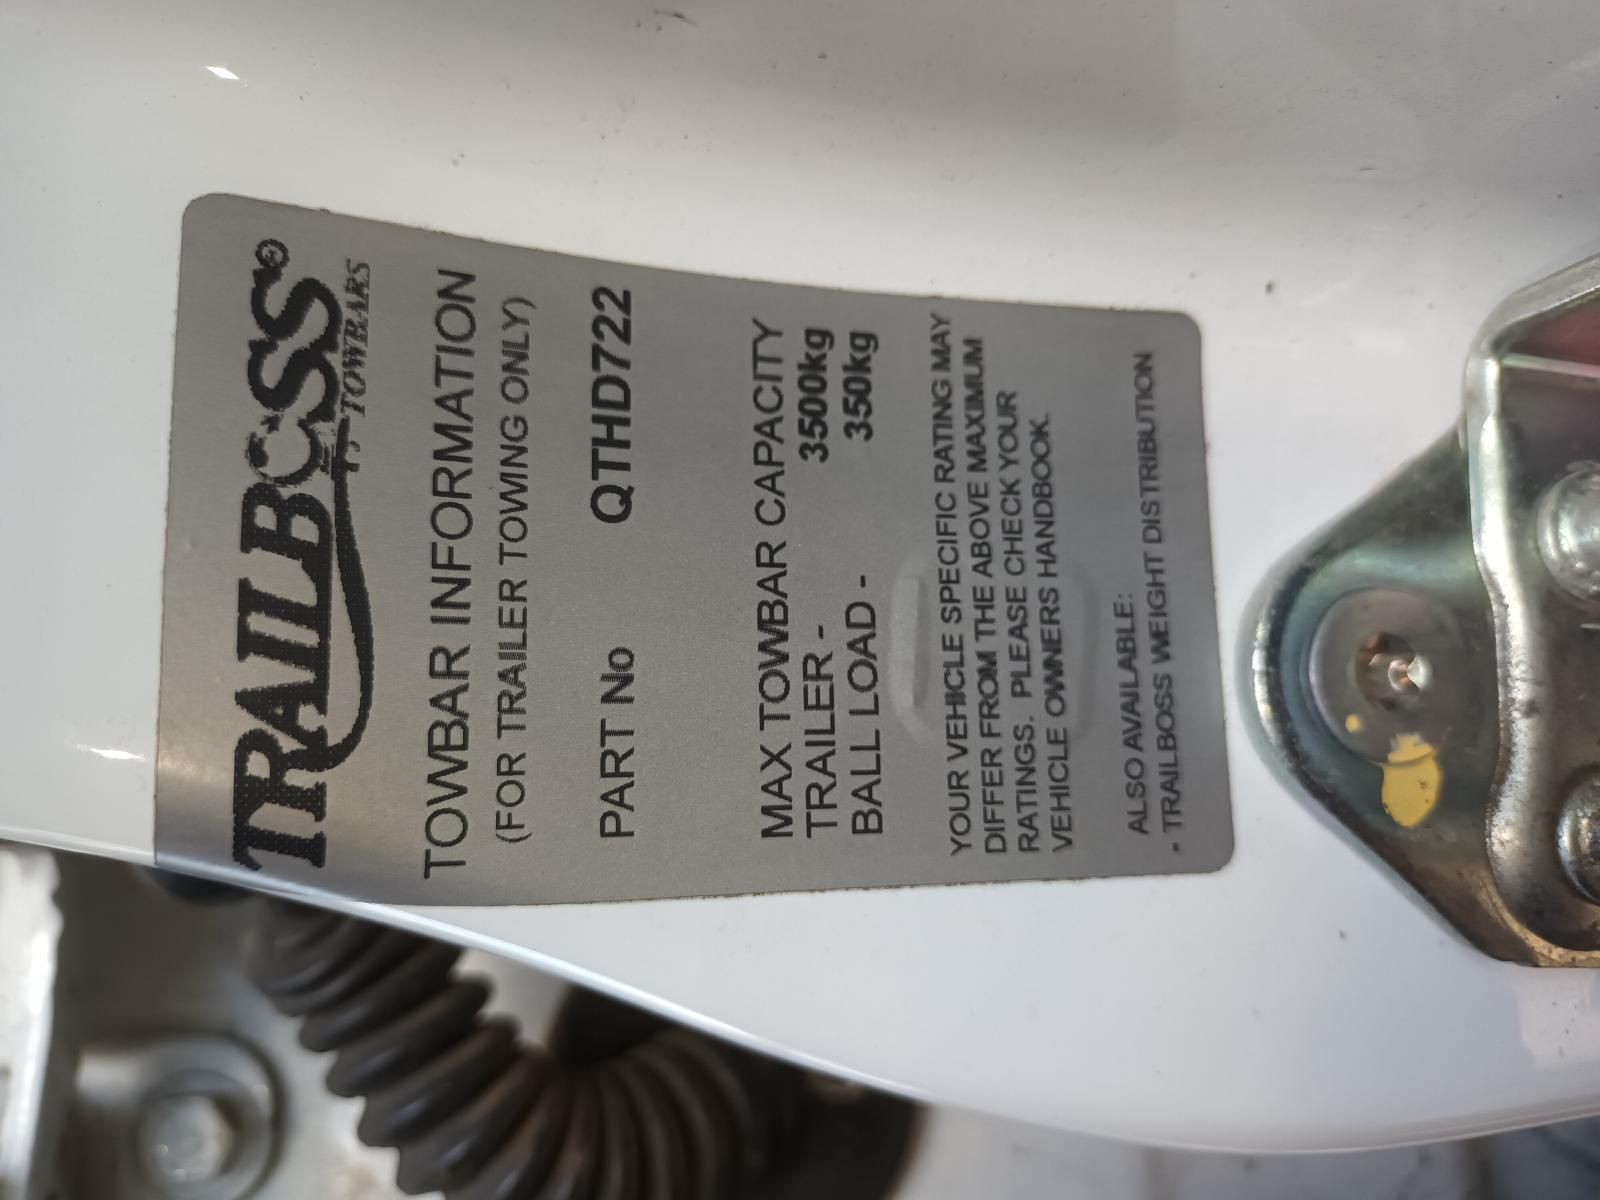 TRAILBOSS®
TOWBARS
TOWBAR INFORMATION
(FOR TRAILER TOWING ONLY)
PART No QTHD722
MAX TOWBAR CAPACITY
TRAILER - 3500kg
BALL LOAD - 350kg
YOUR VEHICLE SPECIFIC RATING MAY
DIFFER FROM THE ABOVE MAXIMUM
RATINGS. PLEASE CHECK YOUR
VEHICLE OWNERS HANDBOOK.
ALSO AVAILABLE:
- TRAILBOSS WEIGHT DISTRIBUTION